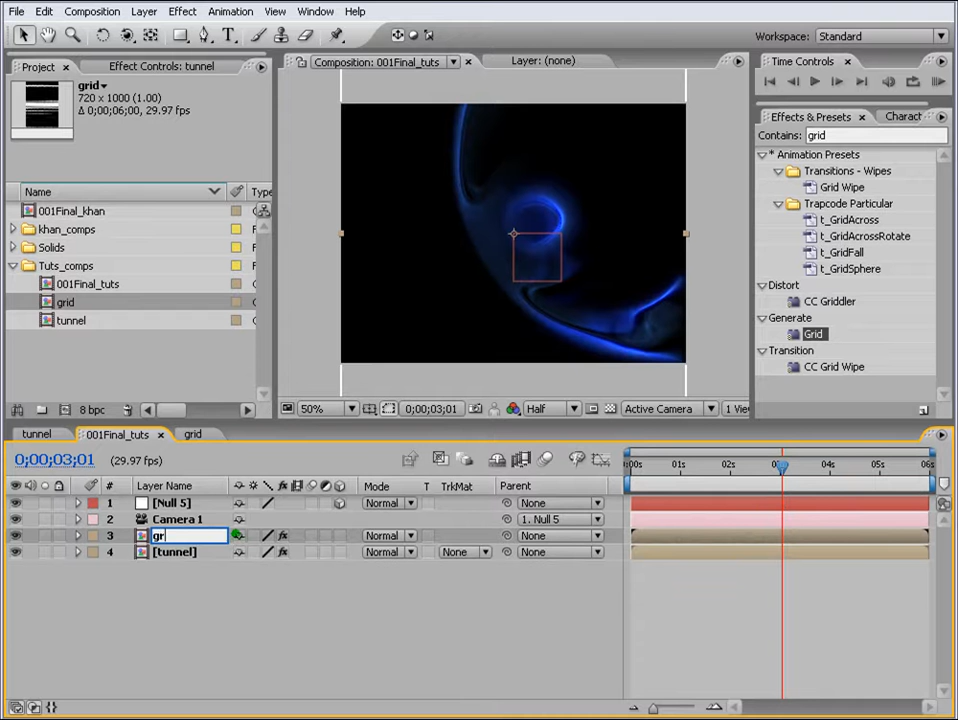 File Edit Composition Layer Effect Animation View Window Help
Workspace: Standard
Project × Effect Controls: tunnel
grid
720 x 1000 (1.00)
Δ 0;00;06;00, 29.97 fps
Name Type
001Final_khan
khan_comps
Solids
Tuts_comps
001Final_tuts
grid
tunnel
8 bpc
Composition: 001Final_tuts × Layer: (none)
50% 0;00;03;01 Half Active Camera 1 Vie
Time Controls ×
Effects & Presets × Charact
Contains: grid
* Animation Presets
Transitions - Wipes
Grid Wipe
Trapcode Particular
t_GridAcross
t_GridAcrossRotate
t_GridFall
t_GridSphere
Distort
CC Griddler
Generate
Grid
Transition
CC Grid Wipe
tunnel 001Final_tuts × grid
0;00;03;01 (29.97 fps)
# Layer Name Mode T TrkMat Parent
:00s 01s 02s 04s 05s 06s
1 [Null 5] Normal None
2 Camera 1 1. Null 5
3 gr Normal None
4 [tunnel] Normal None None